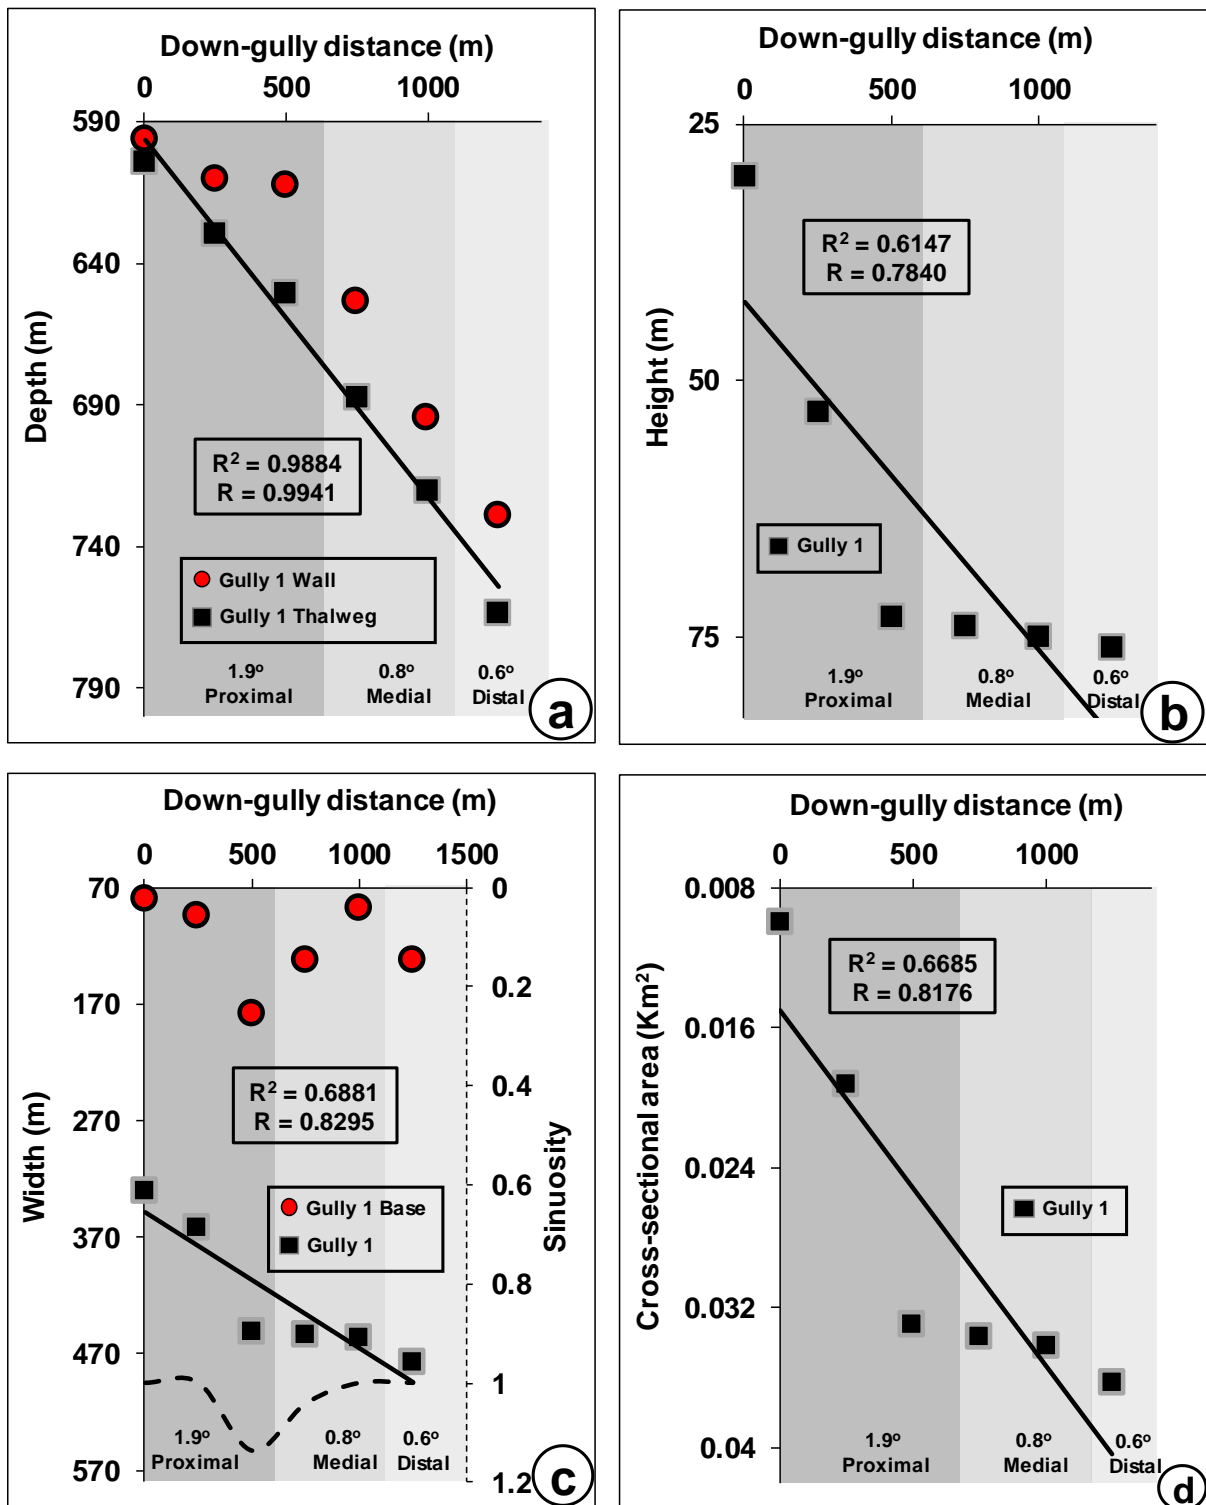 Down-gully distance (m)
0 500 1000
590
640
690
740
790
Depth (m)
R² = 0.9884
R = 0.9941
Gully 1 Wall
Gully 1 Thalweg
1.9º 0.8º 0.6º
Proximal Medial Distal
a
Down-gully distance (m)
0 500 1000
25
50
75
Height (m)
R² = 0.6147
R = 0.7840
Gully 1
1.9º 0.8º 0.6º
Proximal Medial Distal
b
Down-gully distance (m)
0 500 1000 1500
70
170
270
370
470
570
Width (m)
0
0.2
0.4
0.6
0.8
1
1.2
Sinuosity
R² = 0.6881
R = 0.8295
Gully 1 Base
Gully 1
1.9º 0.8º 0.6º
Proximal Medial Distal
c
Down-gully distance (m)
0 500 1000
0.008
0.016
0.024
0.032
0.04
Cross-sectional area (Km²)
R² = 0.6685
R = 0.8176
Gully 1
1.9º 0.8º 0.6º
Proximal Medial Distal
d